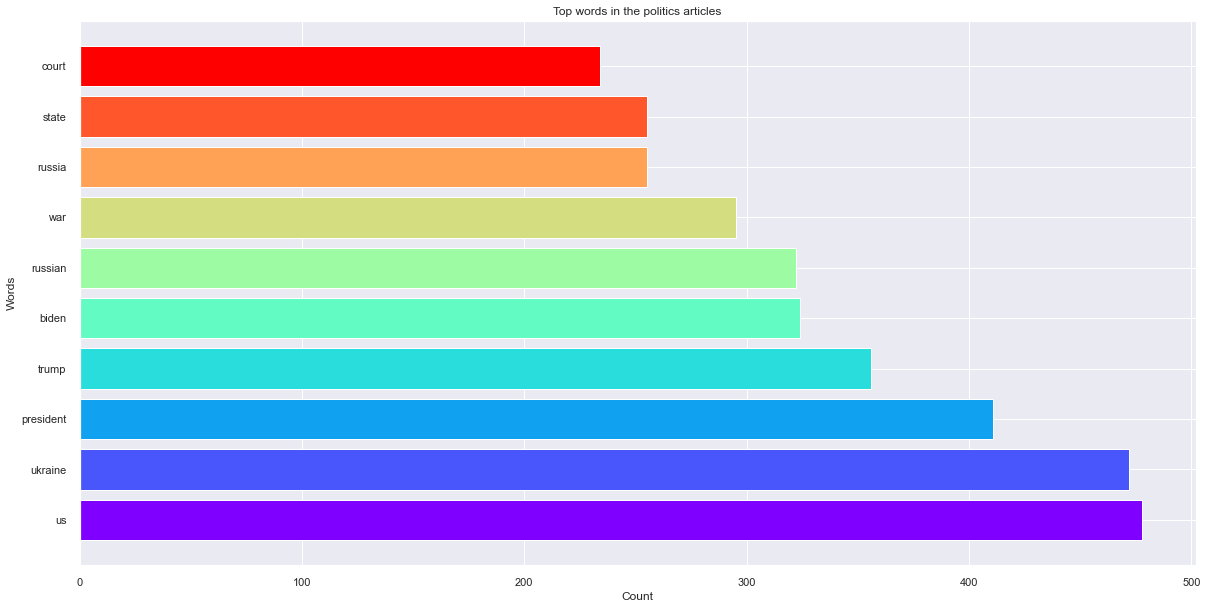 Top words in the politics articles
Words
court
state
russia
war
russian
biden
trump
president
ukraine
us
0 100 200 300 400 500
Count